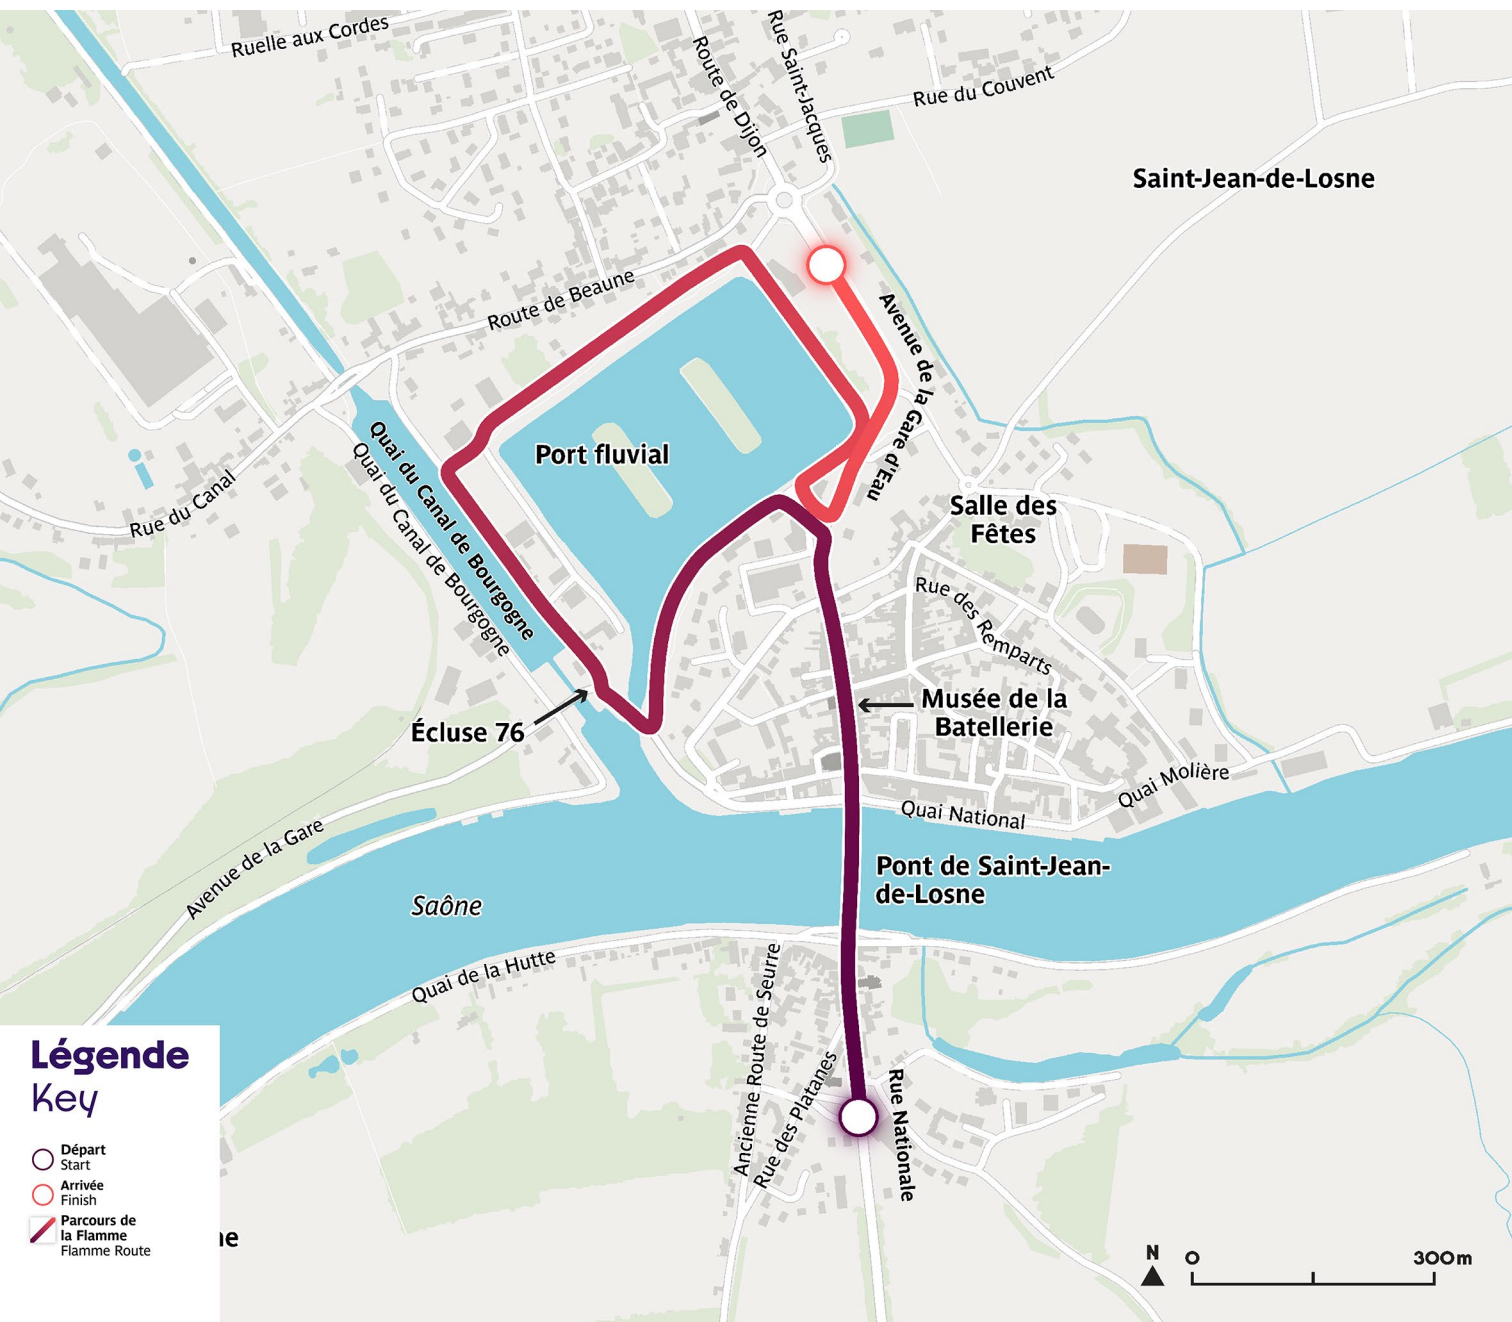 Ruelle aux Cordes
Route de Dijon
Rue Saint-Jacques
Rue du Couvent
Saint-Jean-de-Losne
Route de Beaune
Avenue de la Gare d'Eau
Port fluvial
Quai du Canal de Bourgogne
Quai du Canal de Bourgogne
Rue du Canal
Salle des
Fêtes
Rue des Remparts
Musée de la
Batellerie
Écluse 76
Quai Molière
Quai National
Avenue de la Gare
Pont de Saint-Jean-
de-Losne
Saône
Quai de la Hutte
Ancienne Route de Seurre
Rue des Platanes
Rue Nationale
Légende
Key
Départ
Start
Arrivée
Finish
Parcours de
la Flamme
Flamme Route
ne
N
0
300m